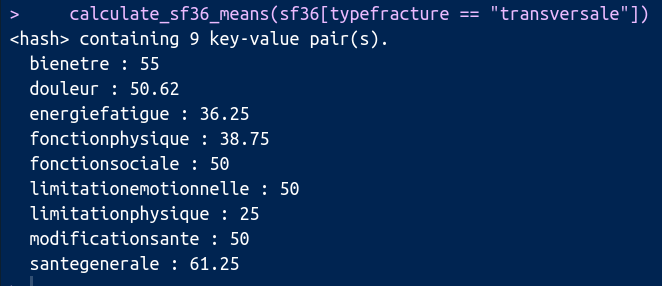 > calculate_sf36_means(sf36[typefracture == "transversale"])
<hash> containing 9 key-value pair(s).
bienetre : 55
douleur : 50.62
energiefatigue : 36.25
fonctionphysique : 38.75
fonctionsociale : 50
limitationemotionnelle : 50
limitationphysique : 25
modificationsante : 50
santegenerale : 61.25